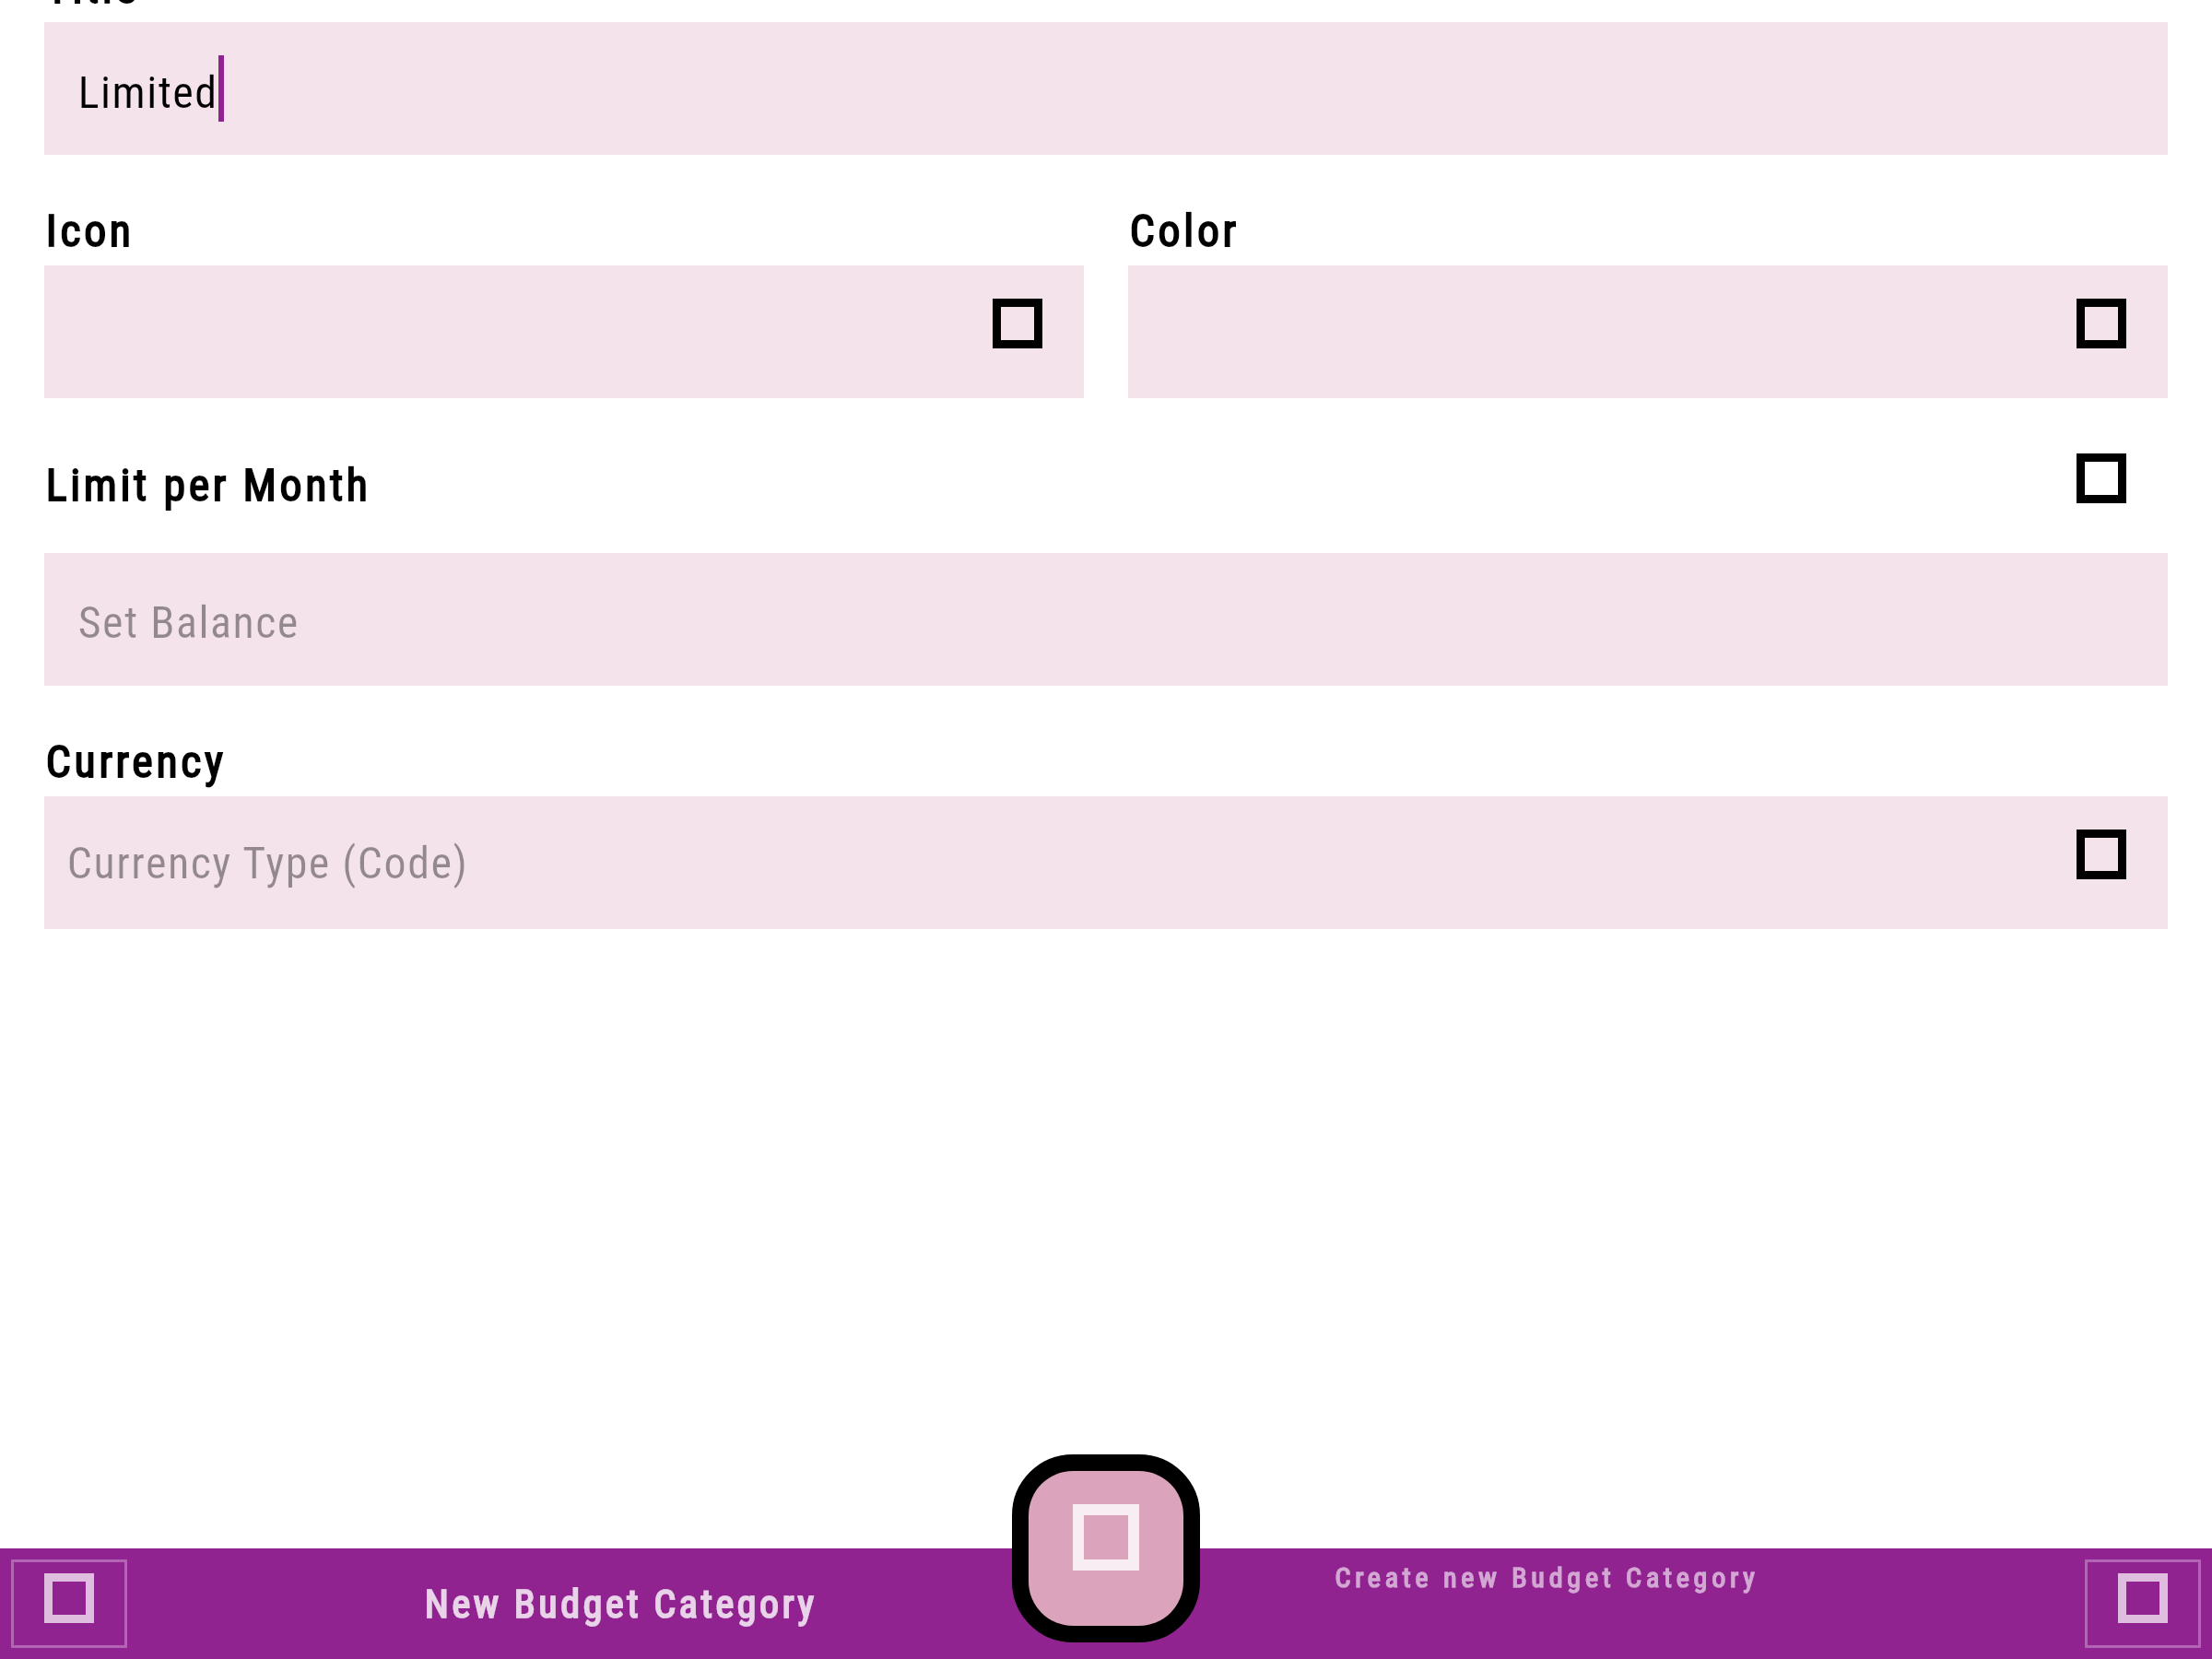 Title
Limited
Icon
Color
Limit per Month
Set Balance
Currency
Currency Type (Code)
New Budget Category
Create new Budget Category